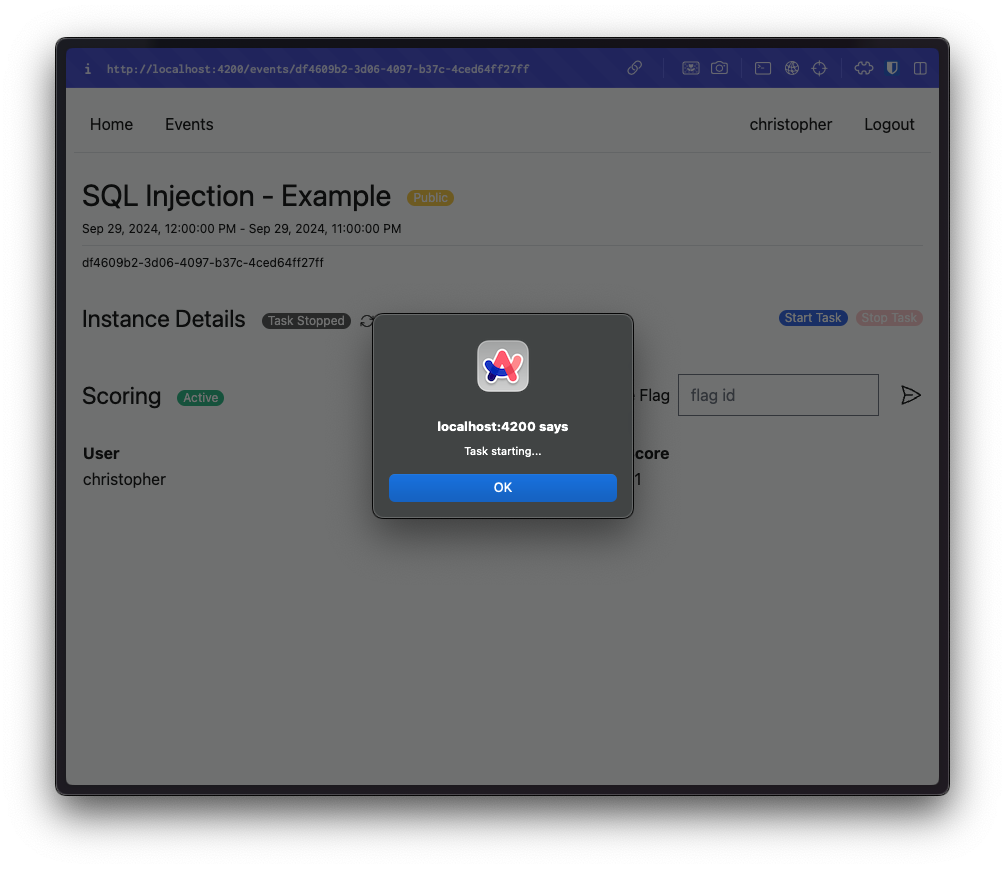 i http://localhost:4200/events/df4609b2-3d06-4097-b37c-4ced64ff27ff
Home Events christopher Logout
SQL Injection - Example Public
Sep 29, 2024, 12:00:00 PM - Sep 29, 2024, 11:00:00 PM
df4609b2-3d06-4097-b37c-4ced64ff27ff
Instance Details Task Stopped Start Task Stop Task
Scoring Active Flag flag id
localhost:4200 says
Task starting...
OK
User core
christopher 1